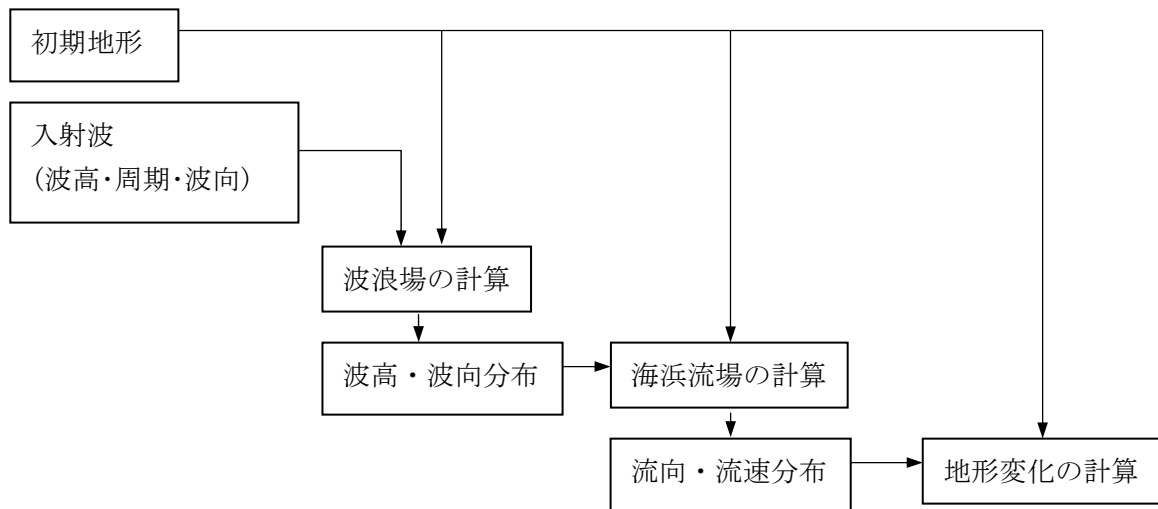 初期地形
入射波
(波高･周期･波向)
波浪場の計算
波高・波向分布
海浜流場の計算
流向・流速分布
地形変化の計算